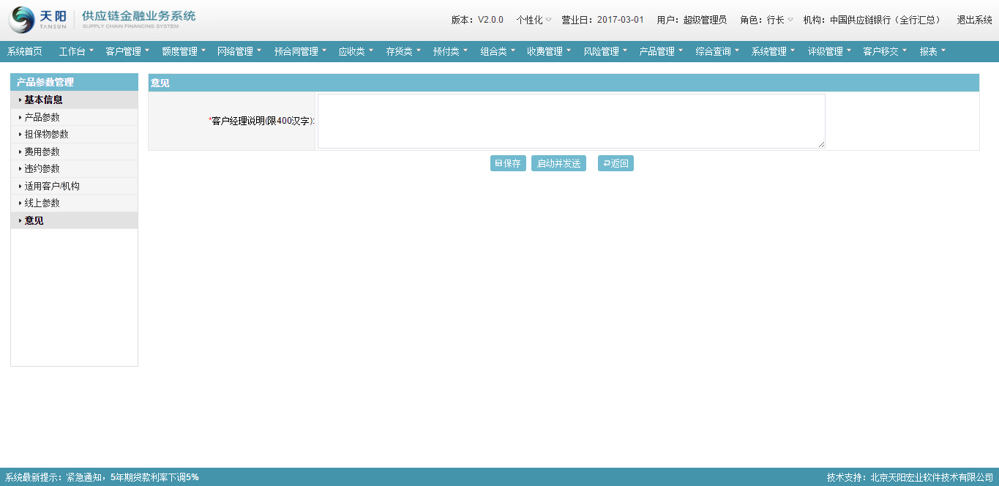 天阳 TANSUN 供应链金融业务系统 SUPPLY CHAIN FINANCING SYSTEM
版本：V2.0.0 个性化 营业日：2017-03-01 用户：超级管理员 角色：行长 机构：中国供应链银行（全行汇总） 退出系统
系统首页 工作台 客户管理 额度管理 网络管理 预合同管理 应收类 存货类 预付类 组合类 收费管理 风险管理 产品管理 综合查询 系统管理 评级管理 客户移交 报表
产品参数管理
基本信息
产品参数
担保物参数
费用参数
违约参数
适用客户/机构
线上参数
意见
意见
*客户经理说明(限400汉字):
保存 启动并发送 返回
系统最新提示：紧急通知，5年期贷款利率下调5% 技术支持：北京天阳宏业软件技术有限公司